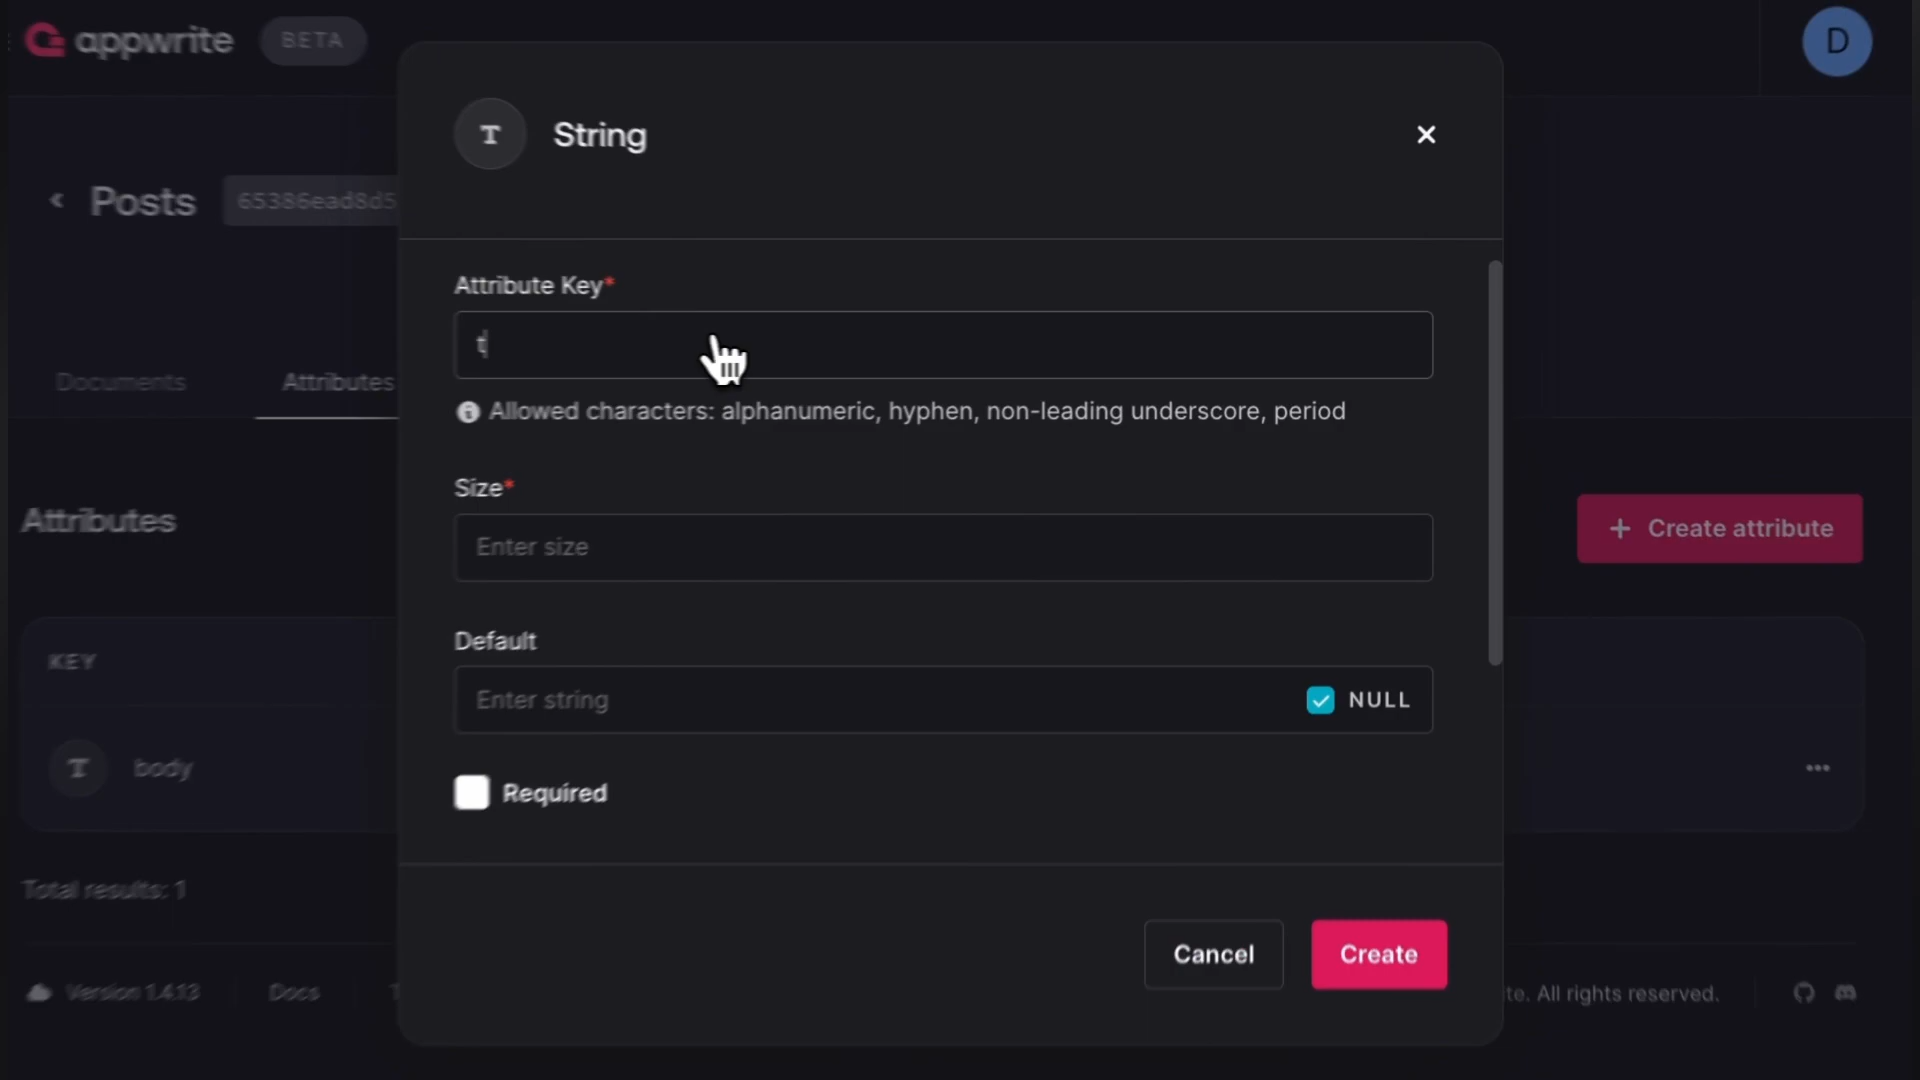 appwrite BETA
D
T String
Posts 65386ead8d5
Attribute Key*
t
Allowed characters: alphanumeric, hyphen, non-leading underscore, period
Documents Attributes
Size*
Enter size
Attributes
+ Create attribute
Default
Enter string NULL
KEY
T body
Required
Total results: 1
Cancel Create
Version 1.4.13 Docs T
te. All rights reserved.